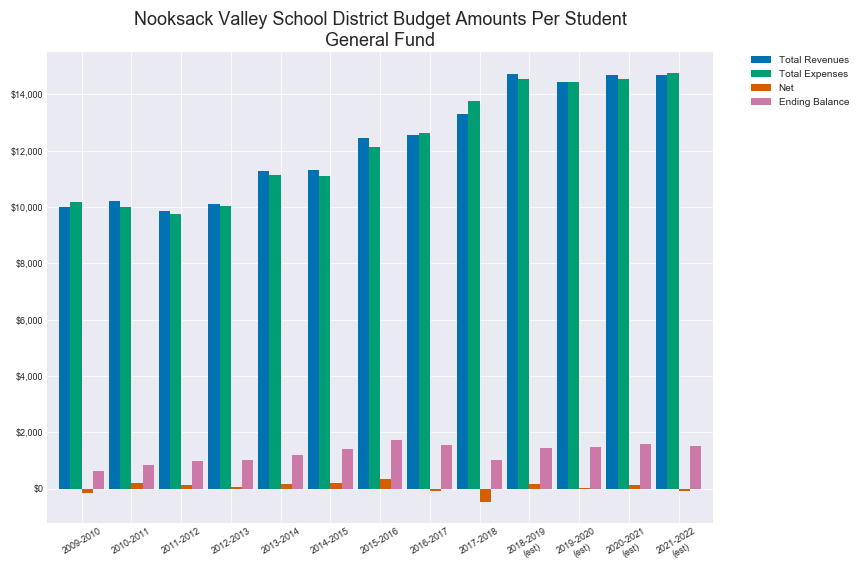 Nooksack Valley School District Budget Amounts Per Student
General Fund
Total Revenues
Total Expenses
Net
Ending Balance
$14,000
$12,000
$10,000
$8,000
$6,000
$4,000
$2,000
$0
2009-2010
2010-2011
2011-2012
2012-2013
2013-2014
2014-2015
2015-2016
2016-2017
2017-2018
2018-2019
(est)
2019-2020
(est)
2020-2021
(est)
2021-2022
(est)